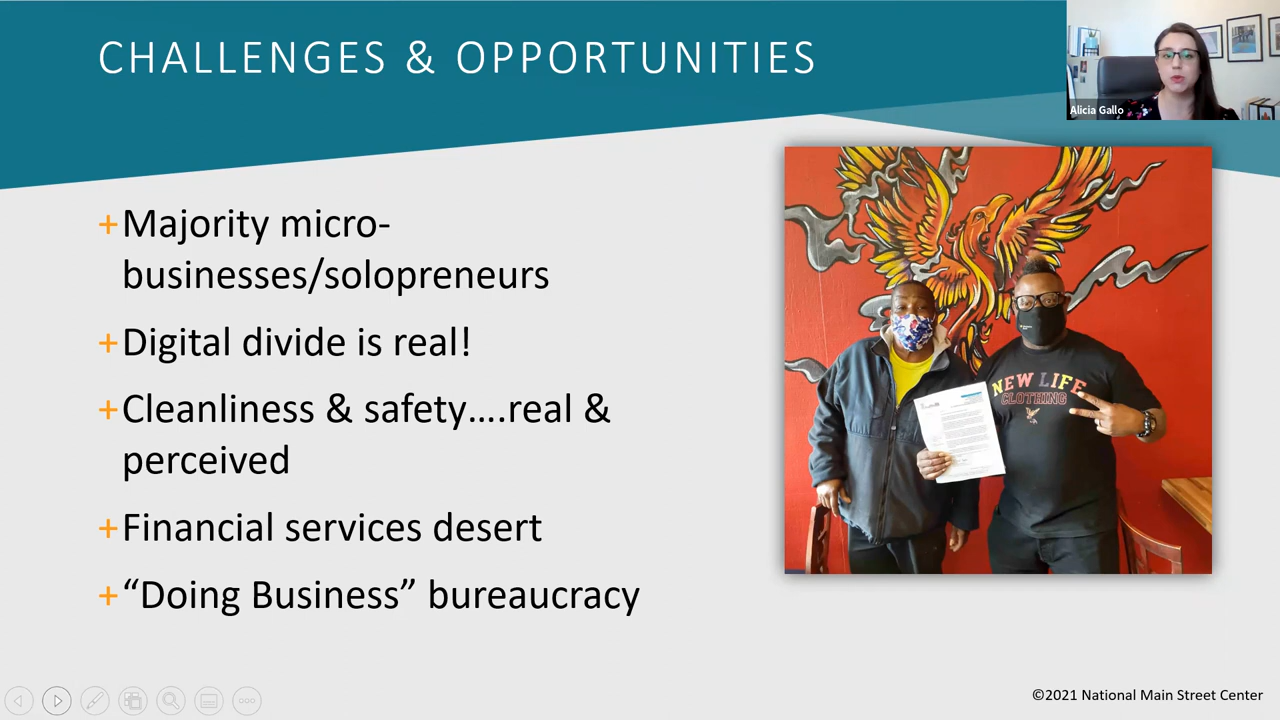 CHALLENGES & OPPORTUNITIES
Alicia Gallo
+Majority micro-
businesses/solopreneurs
+Digital divide is real!
+Cleanliness & safety....real &
perceived
+Financial services desert
+“Doing Business” bureaucracy
NEW LIFE
CLOTHING
©2021 National Main Street Center